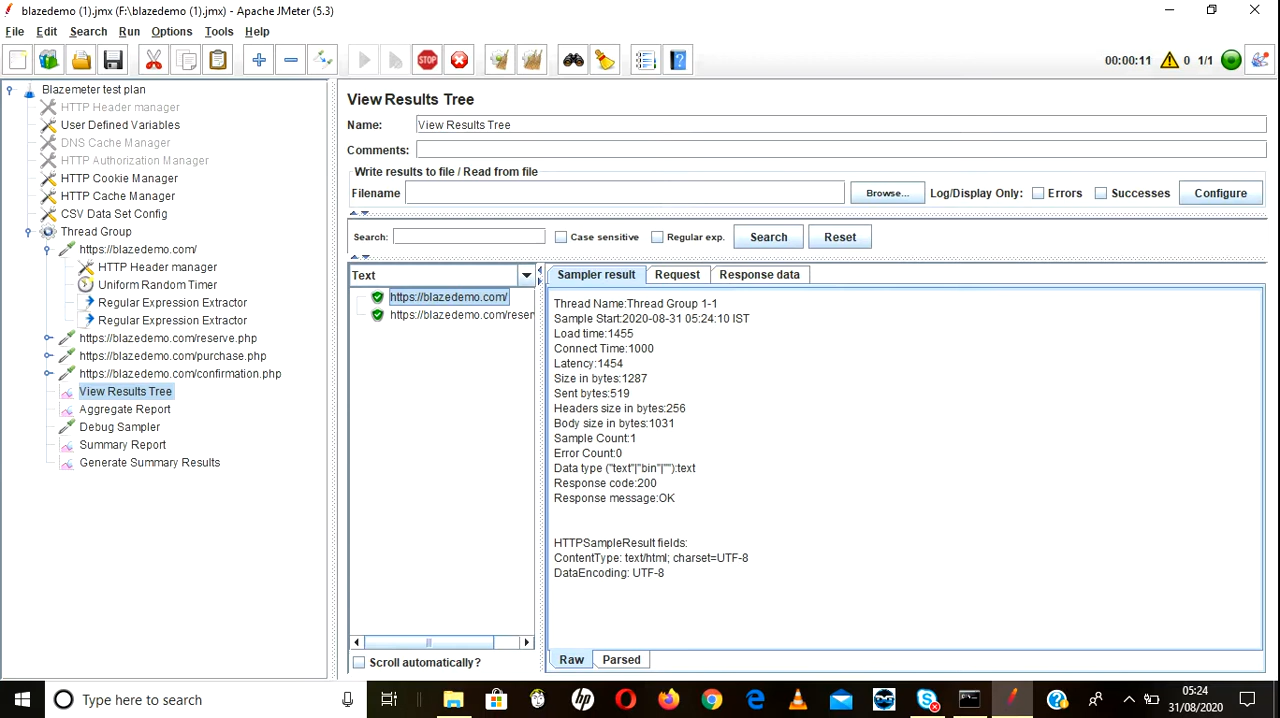 blazedemo (1).jmx (F:\blazedemo (1).jmx) - Apache JMeter (5.3)
File Edit Search Run Options Tools Help
STOP
00:00:11 0 1/1
Blazemeter test plan
HTTP Header manager
User Defined Variables
DNS Cache Manager
HTTP Authorization Manager
HTTP Cookie Manager
HTTP Cache Manager
CSV Data Set Config
Thread Group
https://blazedemo.com/
HTTP Header manager
Uniform Random Timer
Regular Expression Extractor
Regular Expression Extractor
https://blazedemo.com/reserve.php
https://blazedemo.com/purchase.php
https://blazedemo.com/confirmation.php
View Results Tree
Aggregate Report
Debug Sampler
Summary Report
Generate Summary Results
View Results Tree
Name: View Results Tree
Comments:
Write results to file / Read from file
Filename Browse... Log/Display Only: Errors Successes Configure
Search: Case sensitive Regular exp. Search Reset
Text
https://blazedemo.com/
https://blazedemo.com/reser
Scroll automatically?
Sampler result Request Response data
Thread Name:Thread Group 1-1
Sample Start:2020-08-31 05:24:10 IST
Load time:1455
Connect Time:1000
Latency:1454
Size in bytes:1287
Sent bytes:519
Headers size in bytes:256
Body size in bytes:1031
Sample Count:1
Error Count:0
Data type ("text"|"bin"|""):text
Response code:200
Response message:OK
HTTPSampleResult fields:
ContentType: text/html; charset=UTF-8
DataEncoding: UTF-8
Raw Parsed
Type here to search
05:24
31/08/2020